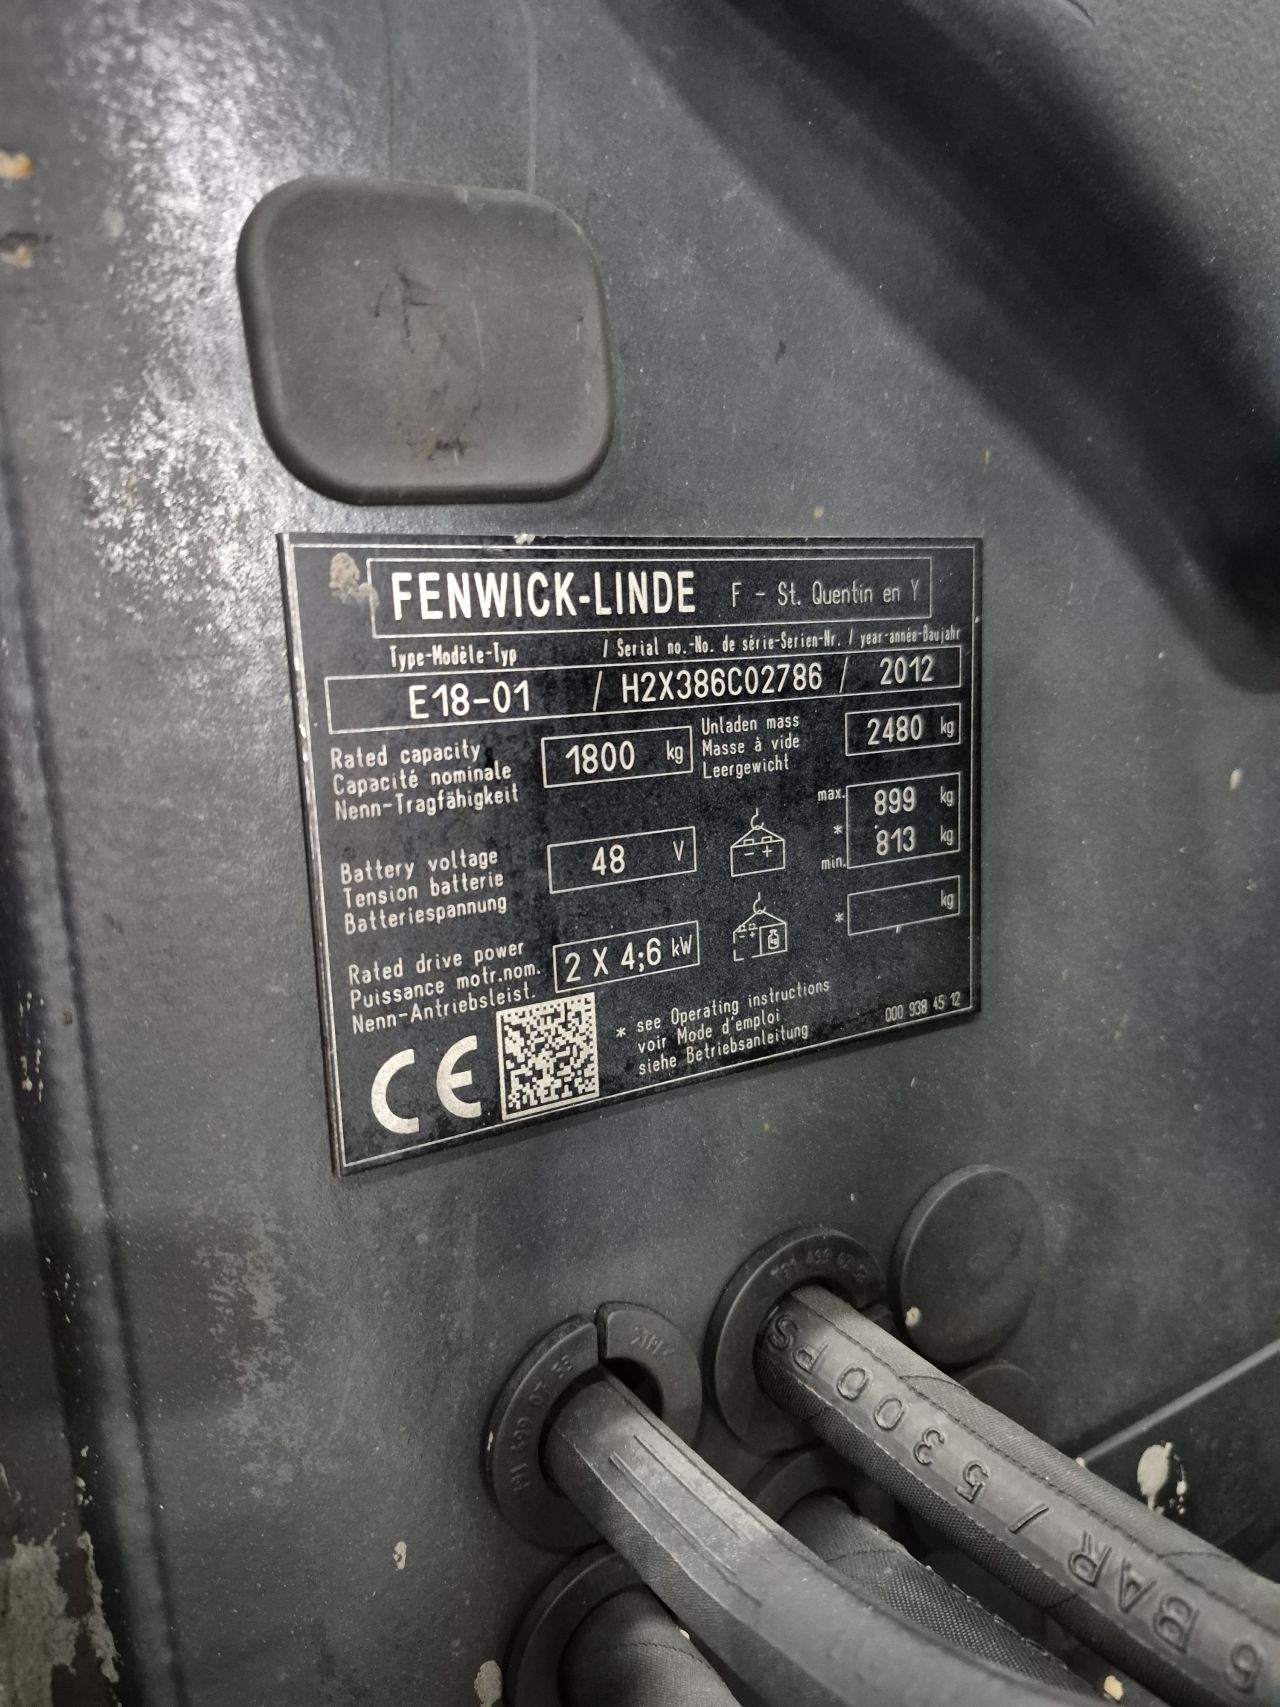 FENWICK-LINDE F - St. Quentin en Y
Type-Modèle-Typ / Serial no.-No. de série-Serien-Nr. / year-année-Baujahr
E18-01 / H2X386C02786 / 2012
Rated capacity
Capacité nominale
Nenn-Tragfähigkeit
1800 kg
Unladen mass
Masse à vide
Leergewicht
2480 kg
Battery voltage
Tension batterie
Batteriespannung
48 V
- +
max. 899 kg
* 813 kg
min.
Rated drive power
Puissance motr.nom.
Nenn-Antriebsleist.
2 X 4;6 kW
- + kg
* kg
CE
* see Operating instructions
voir Mode d'emploi
siehe Betriebsanleitung
000 938 45 12
BAR / 5300 PSI